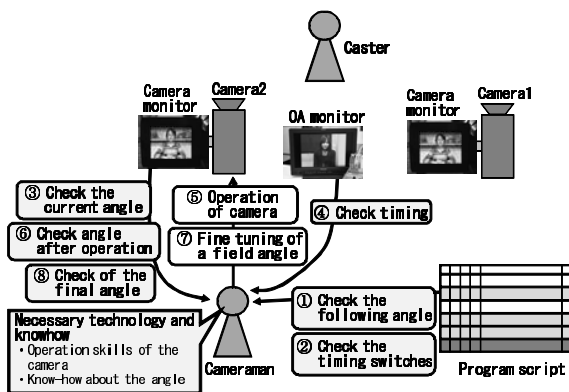 Caster
Camera
monitor
Camera2
OA monitor
Camera
monitor
Camera1
③ Check the
current angle
⑥ Check angle
after operation
⑧ Check of the
final angle
⑤ Operation
of camera
⑦ Fine tuning of
a field angle
④ Check timing
① Check the
following angle
② Check the
timing switches
Necessary technology and
knowhow
・Operation skills of the
camera
・Know-how about the angle
Cameraman
Program script